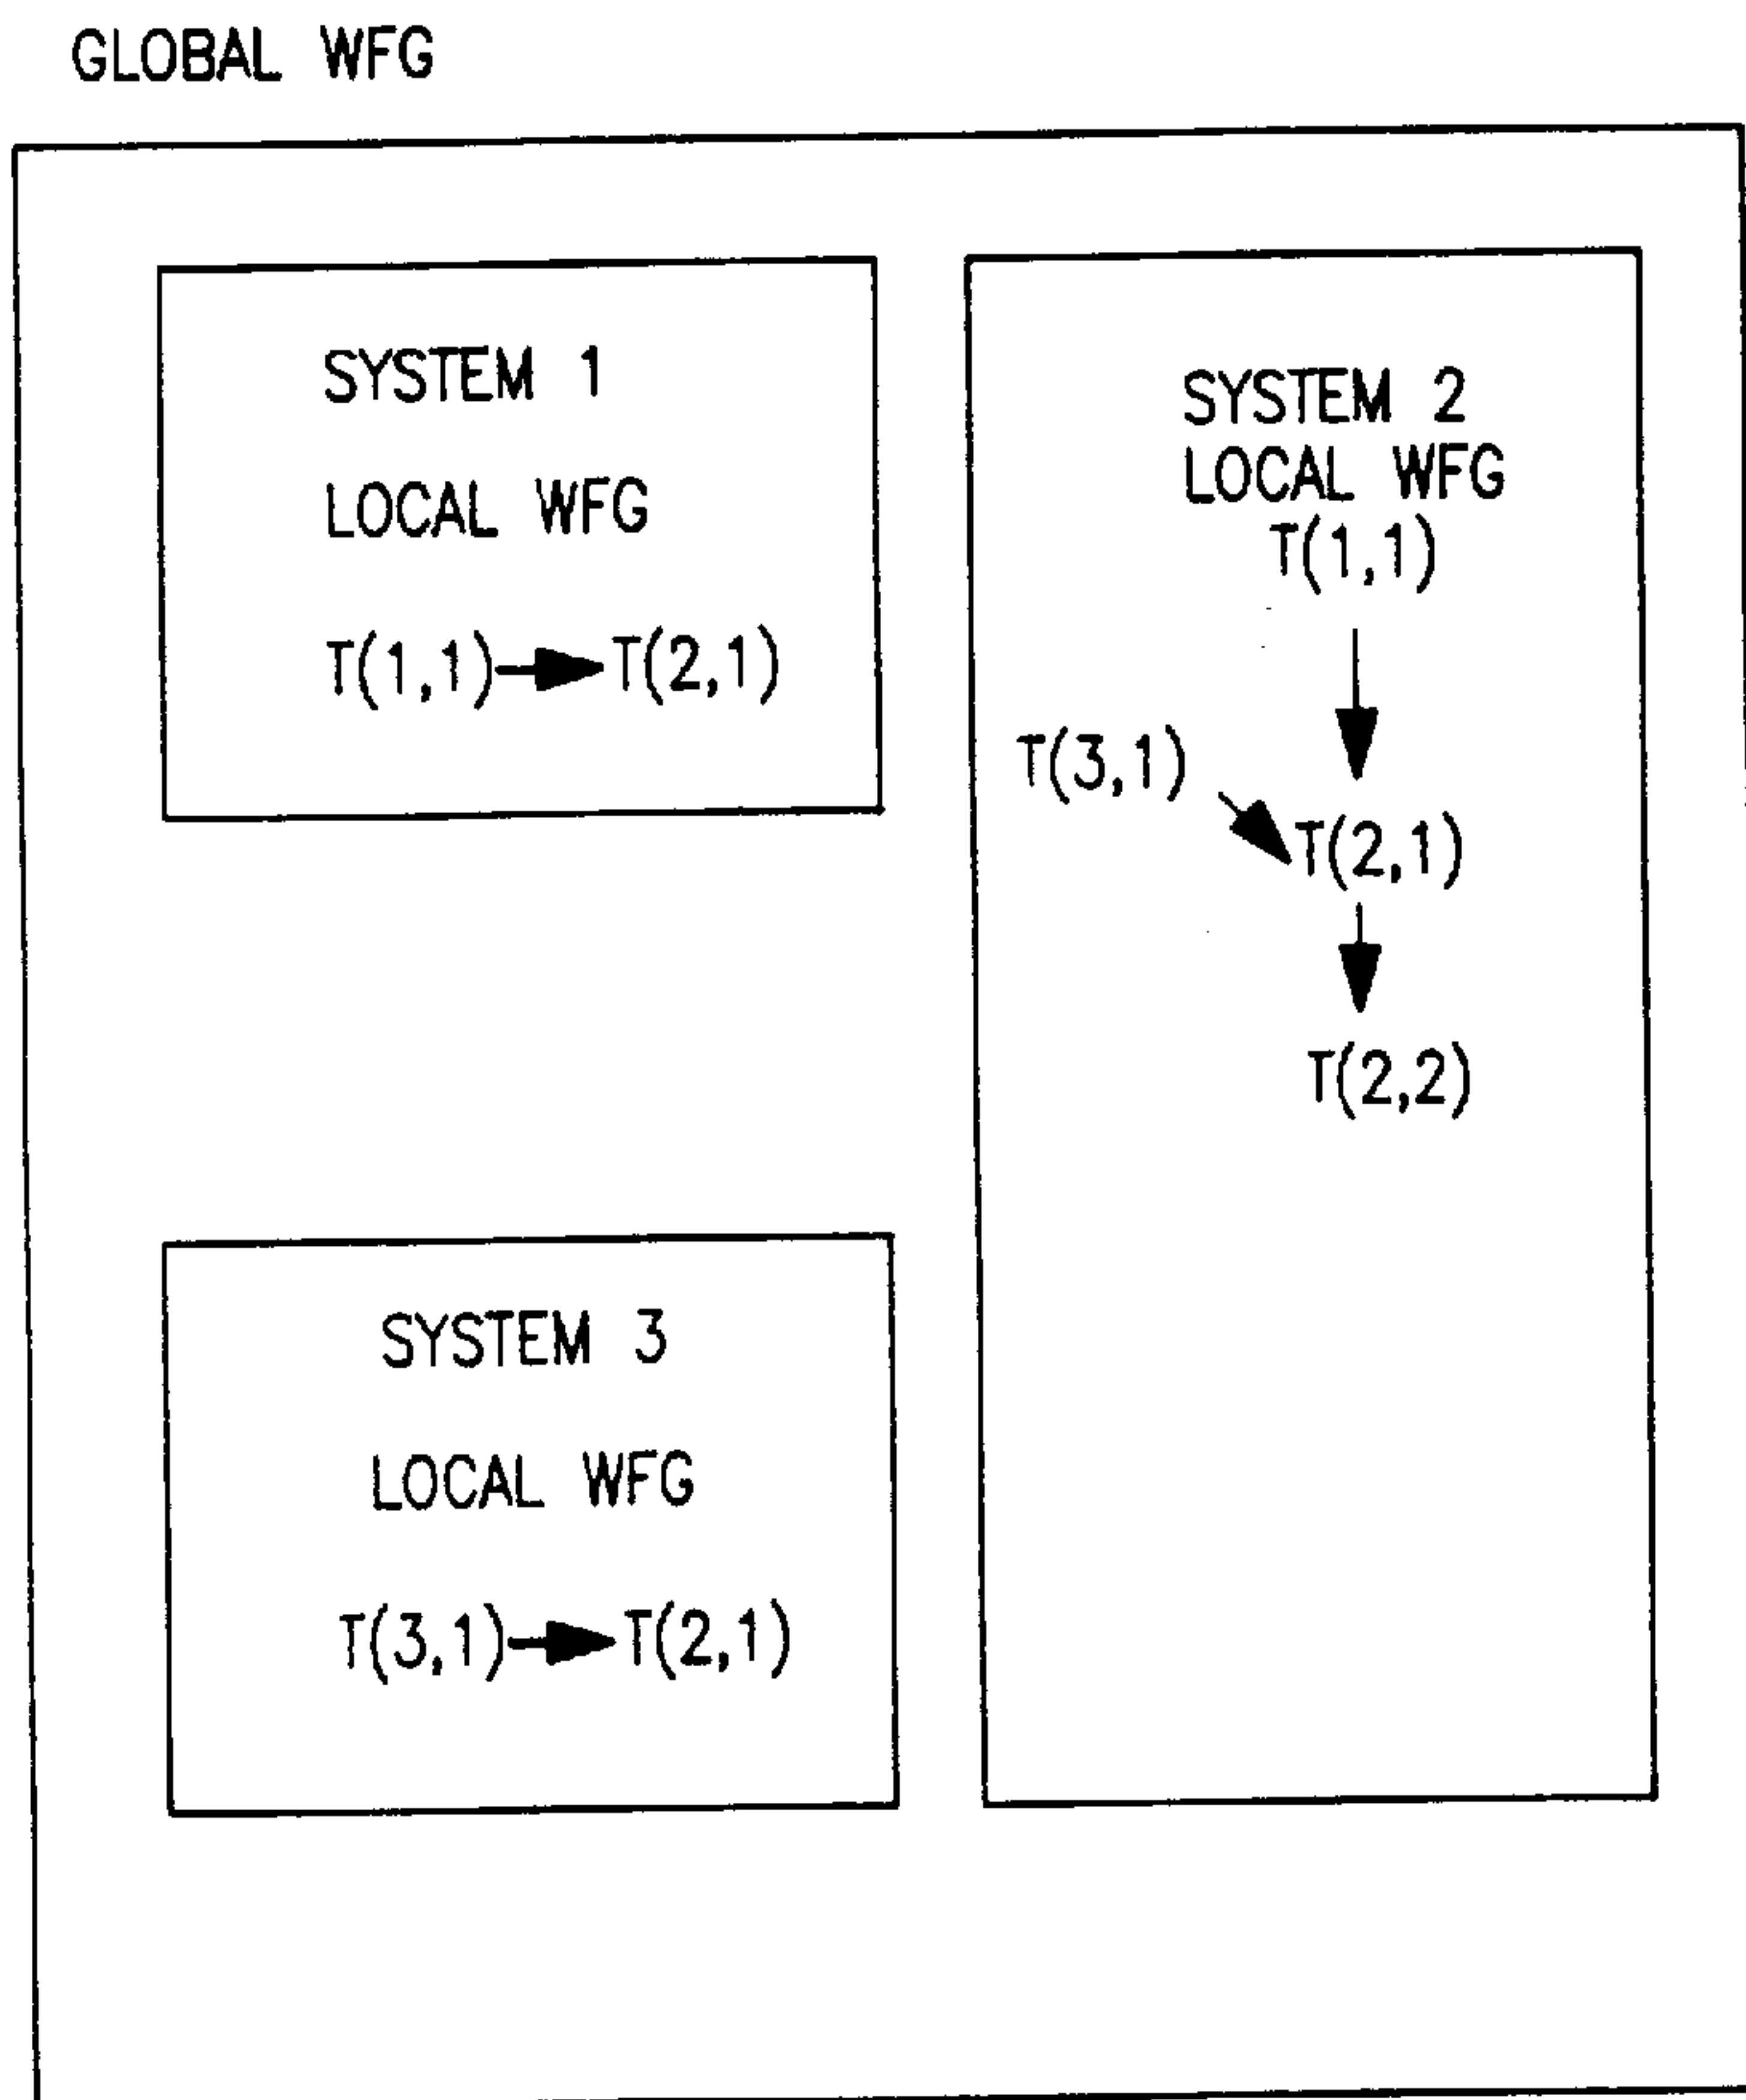 GLOBAL WFG
SYSTEM 1
LOCAL WFG
T(1,1) T(2,1)
SYSTEM 2
LOCAL WFG
T(1,1)
T(3,1)
T(2,1)
T(2,2)
SYSTEM 3
LOCAL WFG
T(3,1) T(2,1)